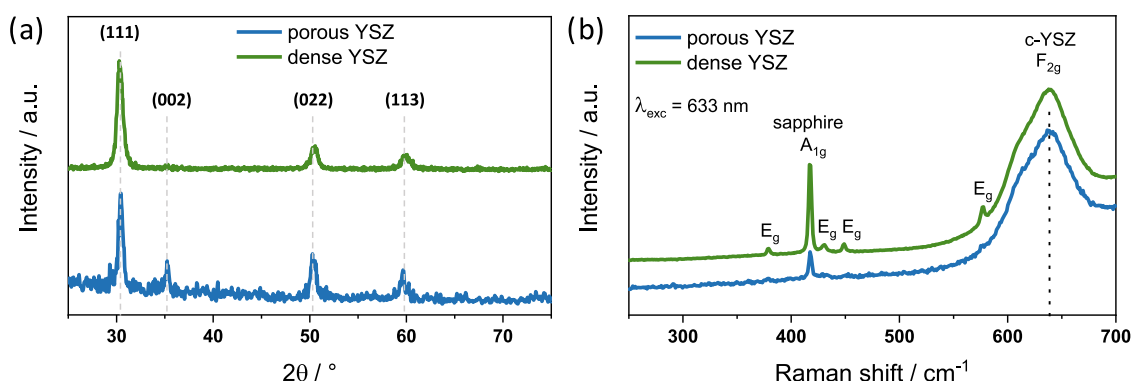 (a)
(111)
porous YSZ
dense YSZ
(002)
(022)
(113)
Intensity / a.u.
30
40
50
60
70
2θ / °
(b)
porous YSZ
dense YSZ
λexc = 633 nm
c-YSZ
F2g
sapphire
A1g
Eg
Eg
Eg
Eg
Intensity / a.u.
300
400
500
600
700
Raman shift / cm-1